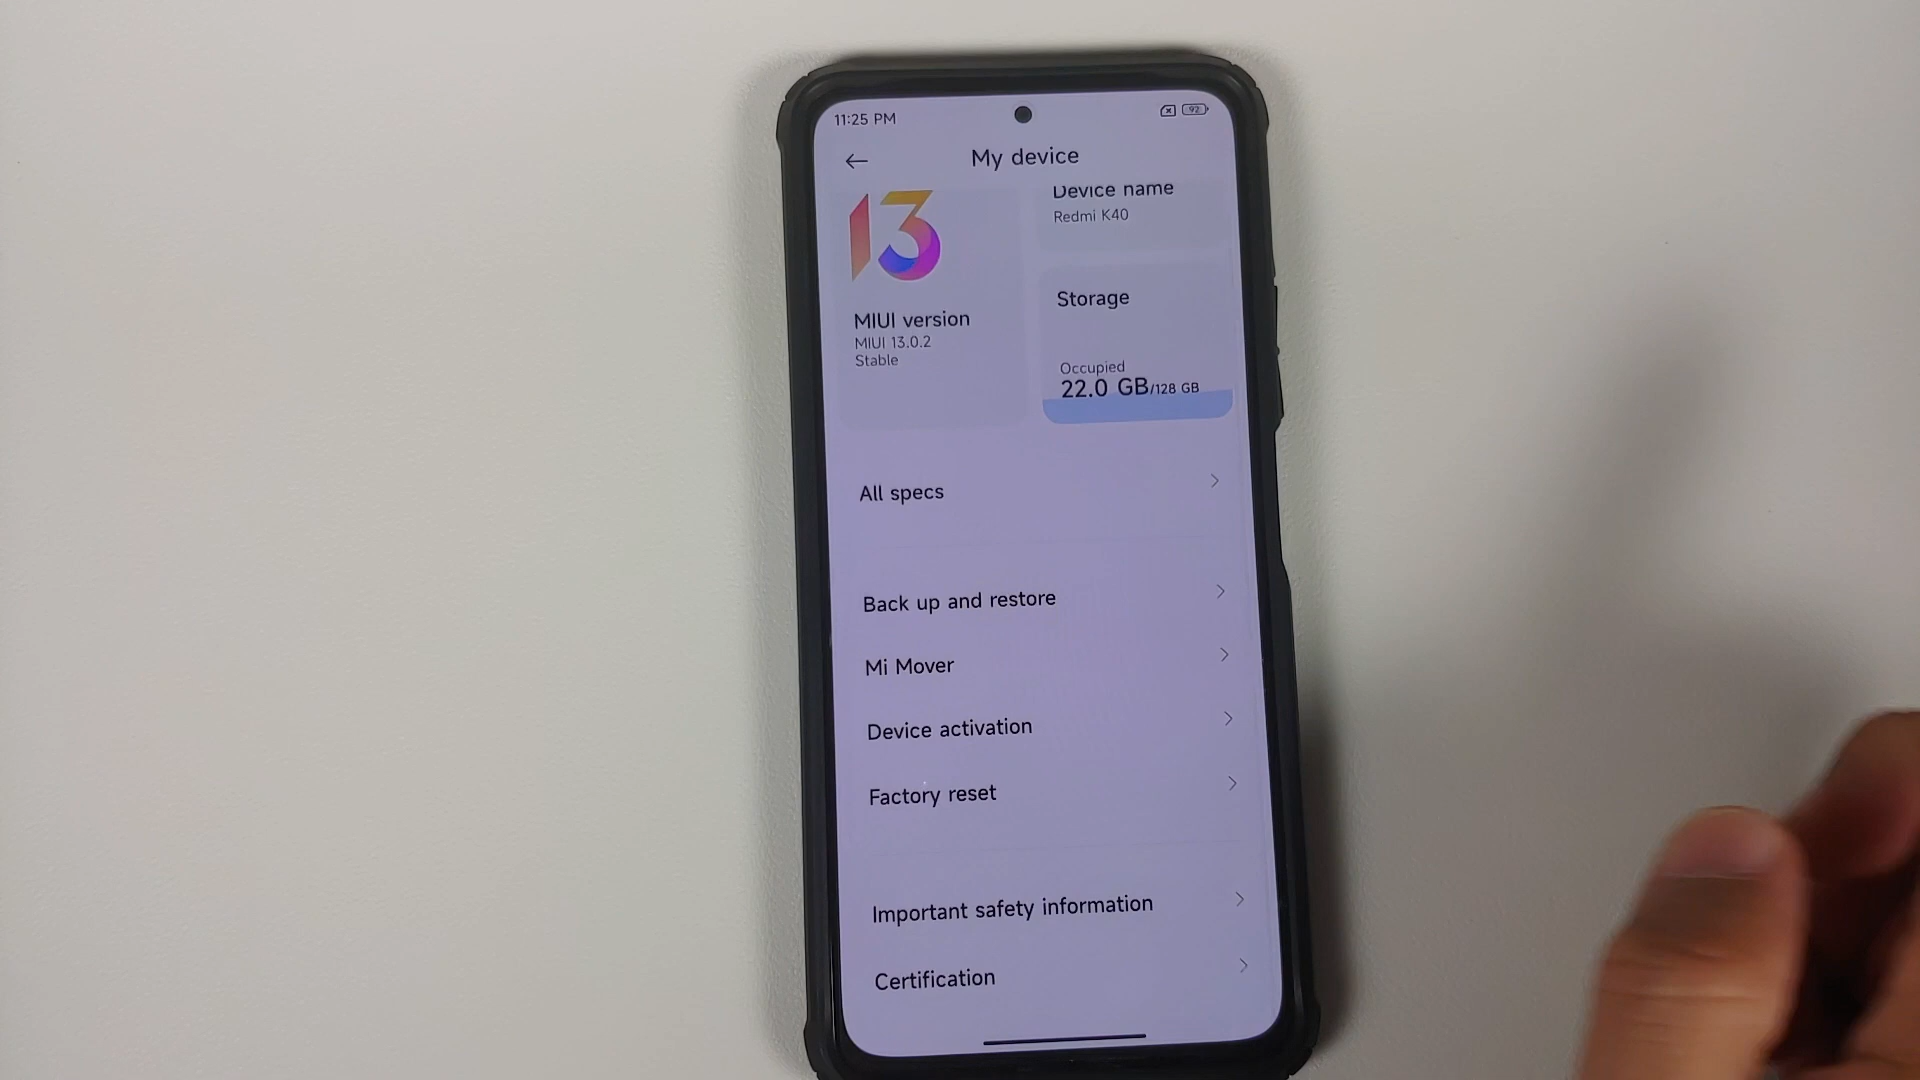 11:25 PM
92
My device
13
Device name
Redmi K40
MIUI version
MIUI 13.0.2
Stable
Storage
Occupied
22.0 GB/128 GB
All specs
Back up and restore
Mi Mover
Device activation
Factory reset
Important safety information
Certification